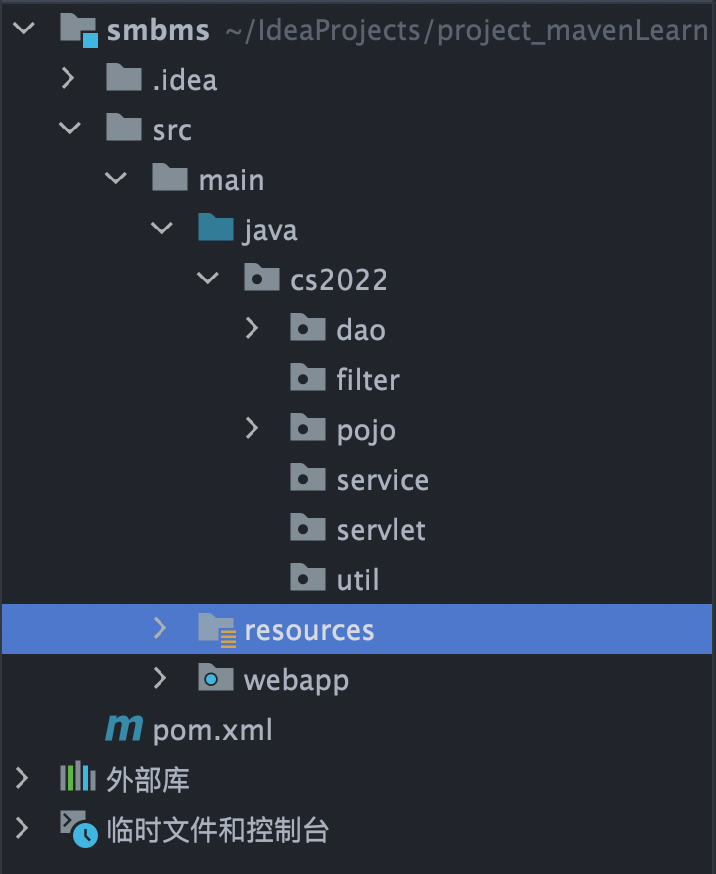 smbms ~/IdeaProjects/project_mavenLearn
.idea
src
main
java
cs2022
dao
filter
pojo
service
servlet
util
resources
webapp
m pom.xml
外部库
临时文件和控制台